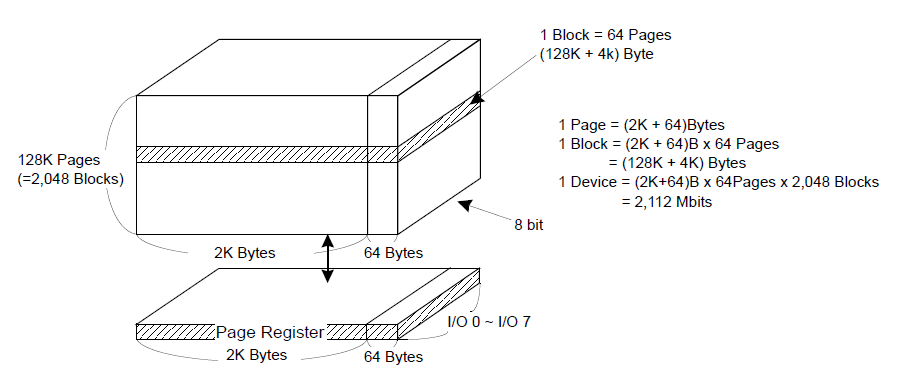 1 Block = 64 Pages
(128K + 4k) Byte
1 Page = (2K + 64)Bytes
1 Block = (2K + 64)B x 64 Pages
= (128K + 4K) Bytes
1 Device = (2K+64)B x 64Pages x 2,048 Blocks
= 2,112 Mbits
128K Pages
(=2,048 Blocks)
8 bit
2K Bytes
64 Bytes
I/O 0 ~ I/O 7
Page Register
2K Bytes
64 Bytes